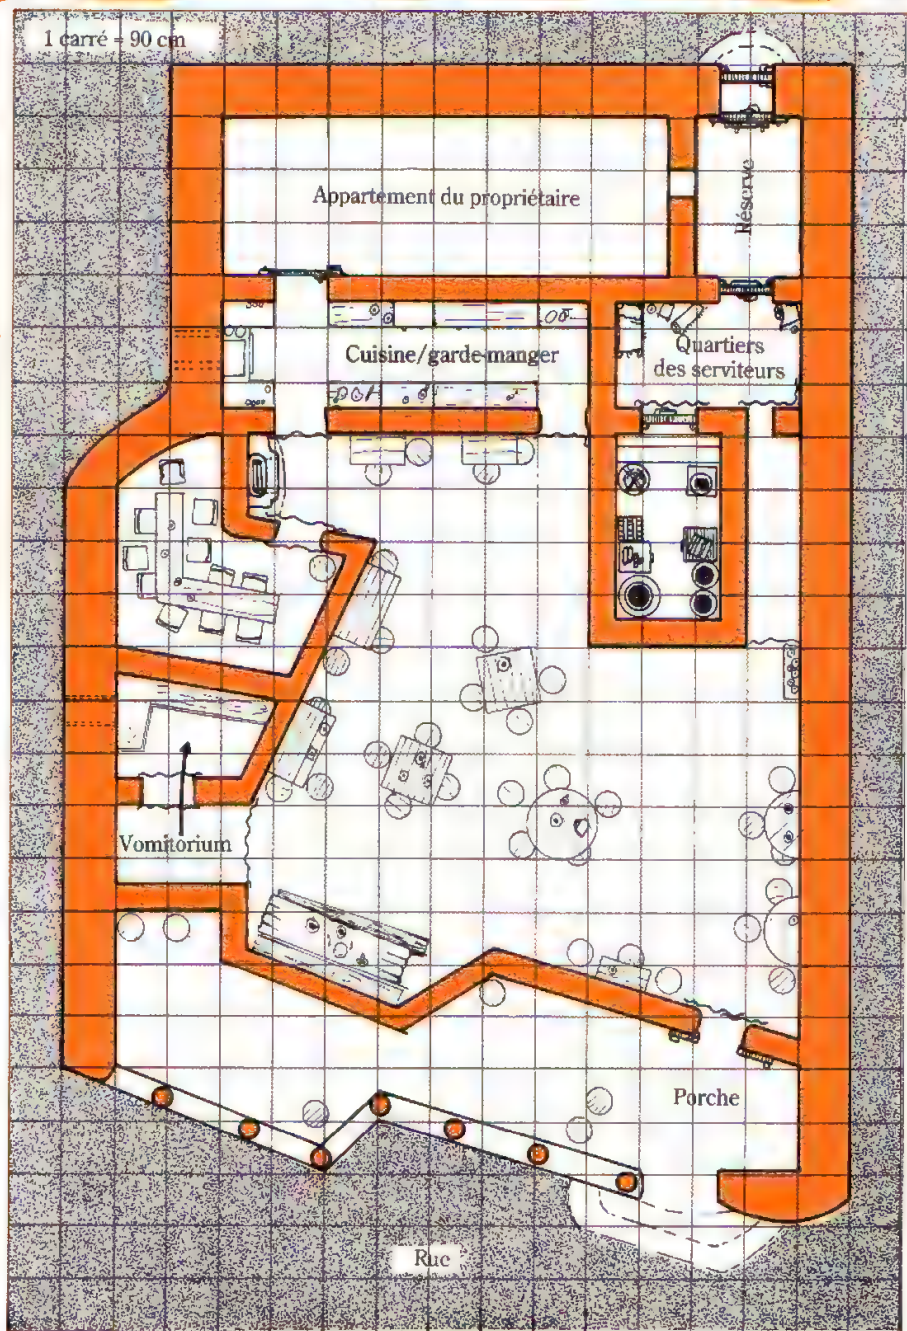 1 carré = 90 cm
Appartement du propriétaire
Réserve
Cuisine/garde-manger
Quartiers
des serviteurs
Vomitorium
Porche
Rue